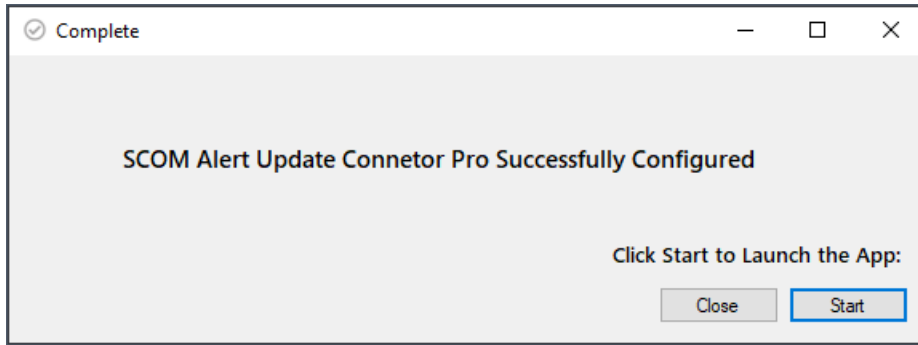 Complete
SCOM Alert Update Connetor Pro Successfully Configured
Click Start to Launch the App:
Close Start